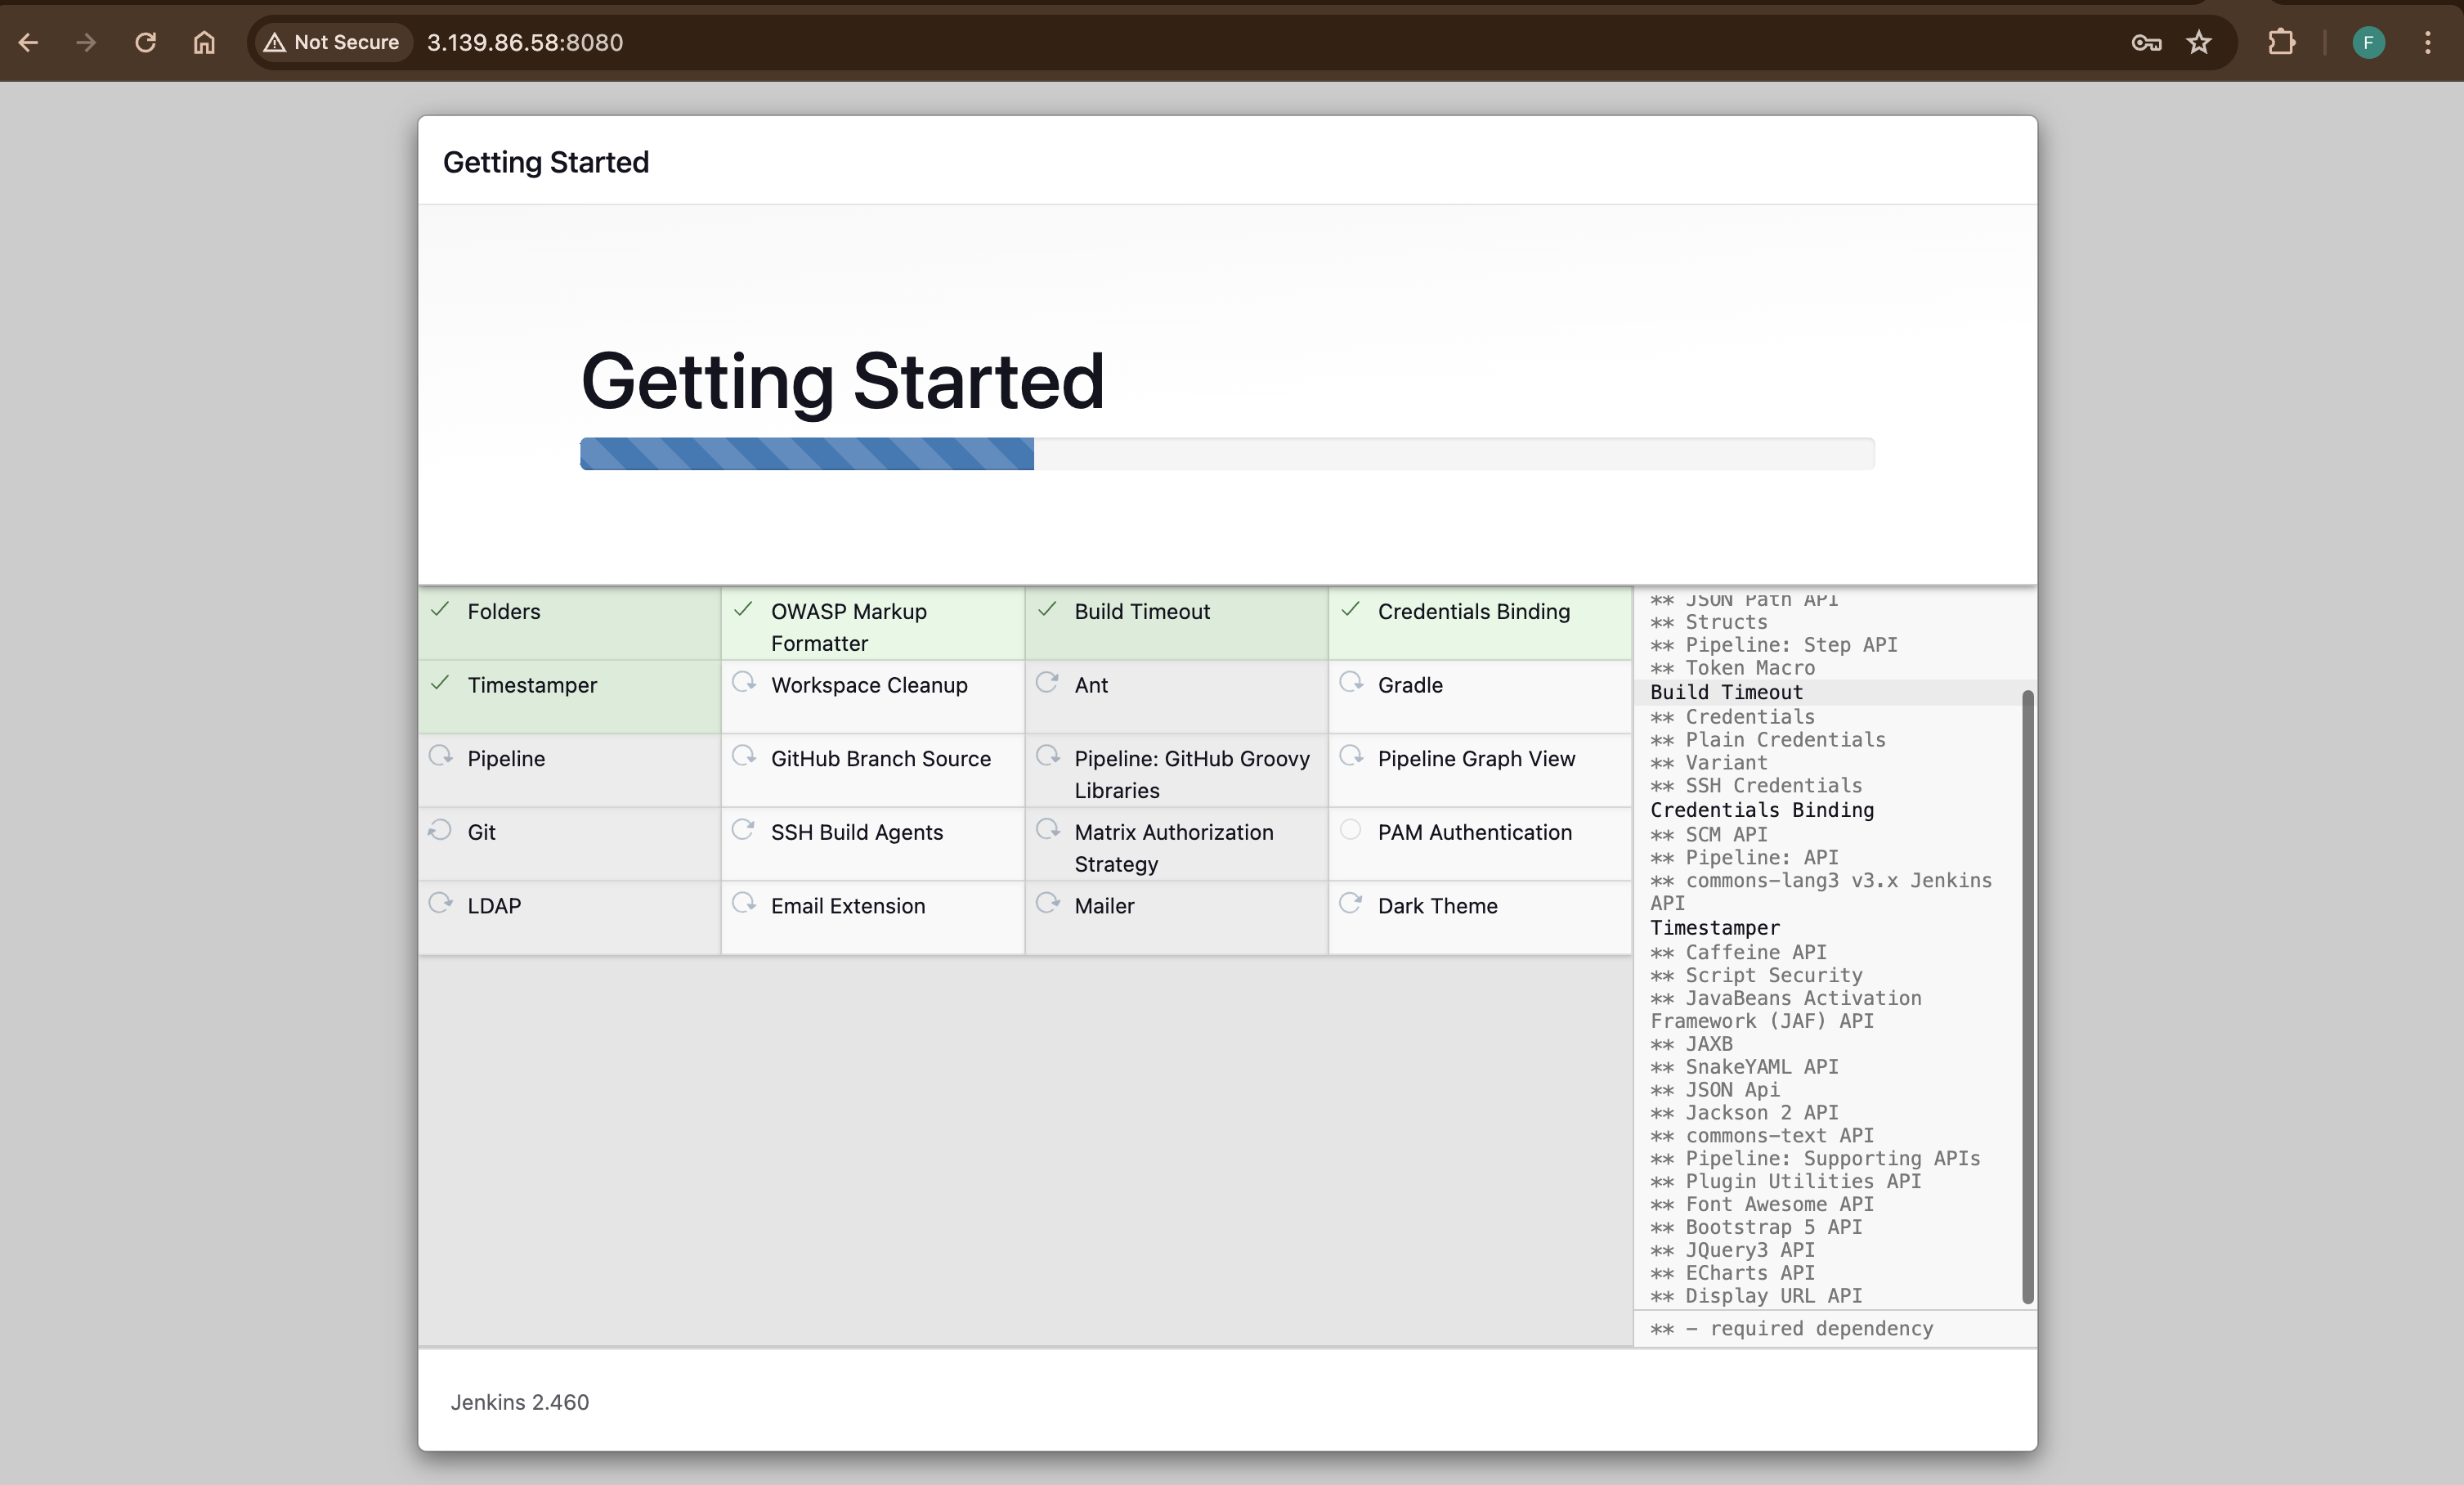 Not Secure
3.139.86.58:8080
F
Getting Started
Getting Started
Folders
OWASP Markup
Formatter
Build Timeout
Credentials Binding
Timestamper
Workspace Cleanup
Ant
Gradle
Pipeline
GitHub Branch Source
Pipeline: GitHub Groovy
Libraries
Pipeline Graph View
Git
SSH Build Agents
Matrix Authorization
Strategy
PAM Authentication
LDAP
Email Extension
Mailer
Dark Theme
** JSON Path API
** Structs
** Pipeline: Step API
** Token Macro
Build Timeout
** Credentials
** Plain Credentials
** Variant
** SSH Credentials
Credentials Binding
** SCM API
** Pipeline: API
** commons-lang3 v3.x Jenkins
API
Timestamper
** Caffeine API
** Script Security
** JavaBeans Activation
Framework (JAF) API
** JAXB
** SnakeYAML API
** JSON Api
** Jackson 2 API
** commons-text API
** Pipeline: Supporting APIs
** Plugin Utilities API
** Font Awesome API
** Bootstrap 5 API
** JQuery3 API
** ECharts API
** Display URL API
** - required dependency
Jenkins 2.460